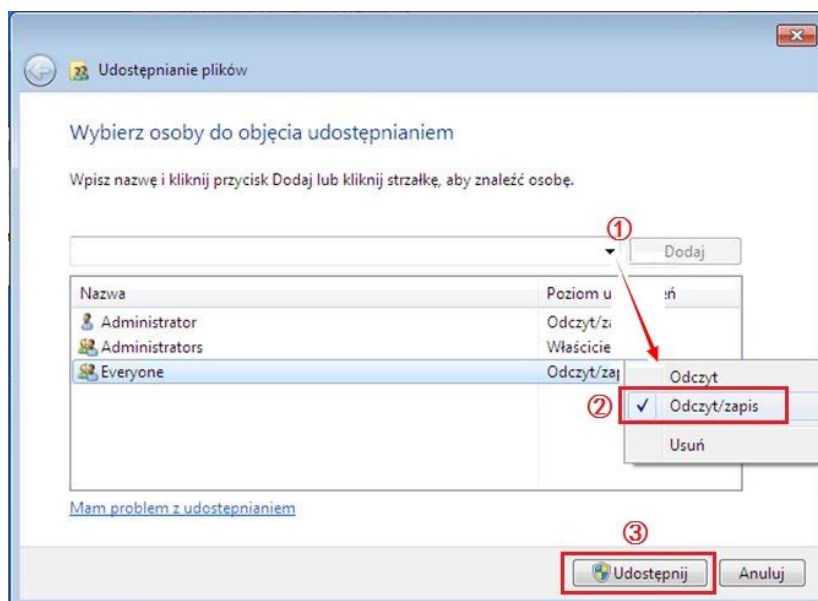 Udostępnianie plików
Wybierz osoby do objęcia udostępnianiem
Wpisz nazwę i kliknij przycisk Dodaj lub kliknij strzałkę, aby znaleźć osobę.
①
Dodaj
Nazwa Poziom u eń
Administrator Odczyt/za
Administrators Właścicie
Everyone Odczyt/zap
Odczyt
② ✓ Odczyt/zapis
Usuń
Mam problem z udostepnianiem
③
Udostępnij Anuluj